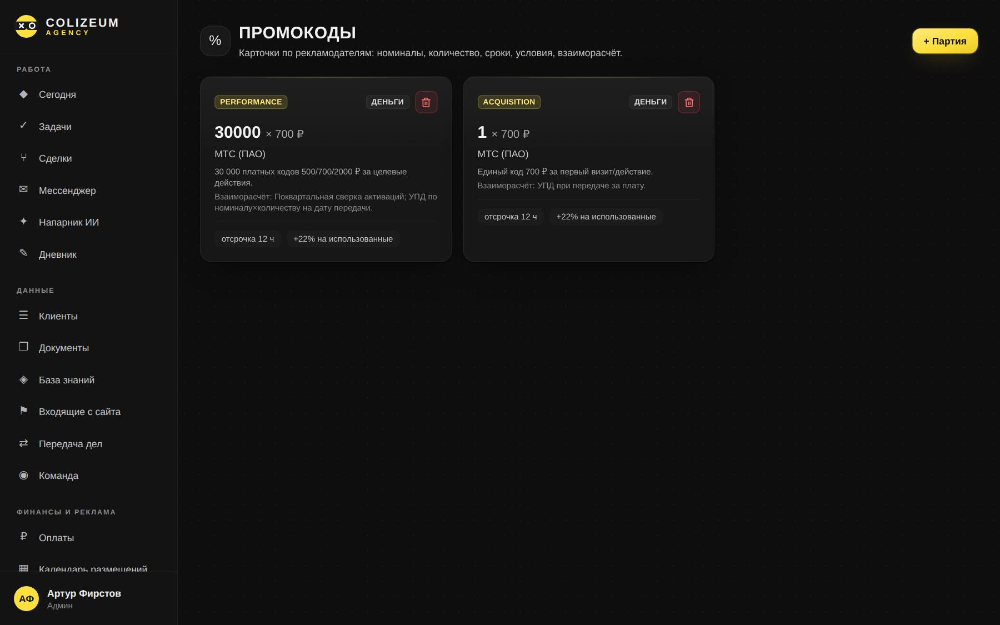 COLIZEUM
AGENCY
РАБОТА
Сегодня
Задачи
Сделки
Мессенджер
Напарник ИИ
Дневник
ДАННЫЕ
Клиенты
Документы
База знаний
Входящие с сайта
Передача дел
Команда
ФИНАНСЫ И РЕКЛАМА
₽ Оплаты
Календарь размещений
АФ
Артур Фирстов
Админ
%
ПРОМОКОДЫ
Карточки по рекламодателям: номиналы, количество, сроки, условия, взаиморасчёт.
+ Партия
PERFORMANCE
ДЕНЬГИ
30000 × 700 ₽
МТС (ПАО)
30 000 платных кодов 500/700/2000 ₽ за целевые
действия.
Взаиморасчёт: Поквартальная сверка активаций; УПД по
номиналу×количеству на дату передачи.
отсрочка 12 ч
+22% на использованные
ACQUISITION
ДЕНЬГИ
1 × 700 ₽
МТС (ПАО)
Единый код 700 ₽ за первый визит/действие.
Взаиморасчёт: УПД при передаче за плату.
отсрочка 12 ч
+22% на использованные